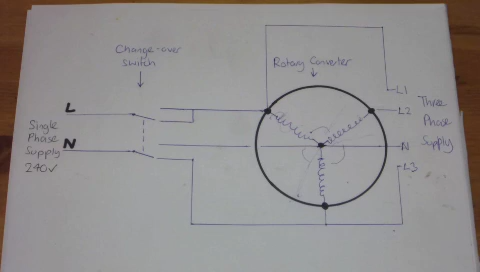 Change-over
switch
Rotary Converter
L
N
Single
Phase
Supply
240v
L1
L2
N
L3
Three
Phase
Supply